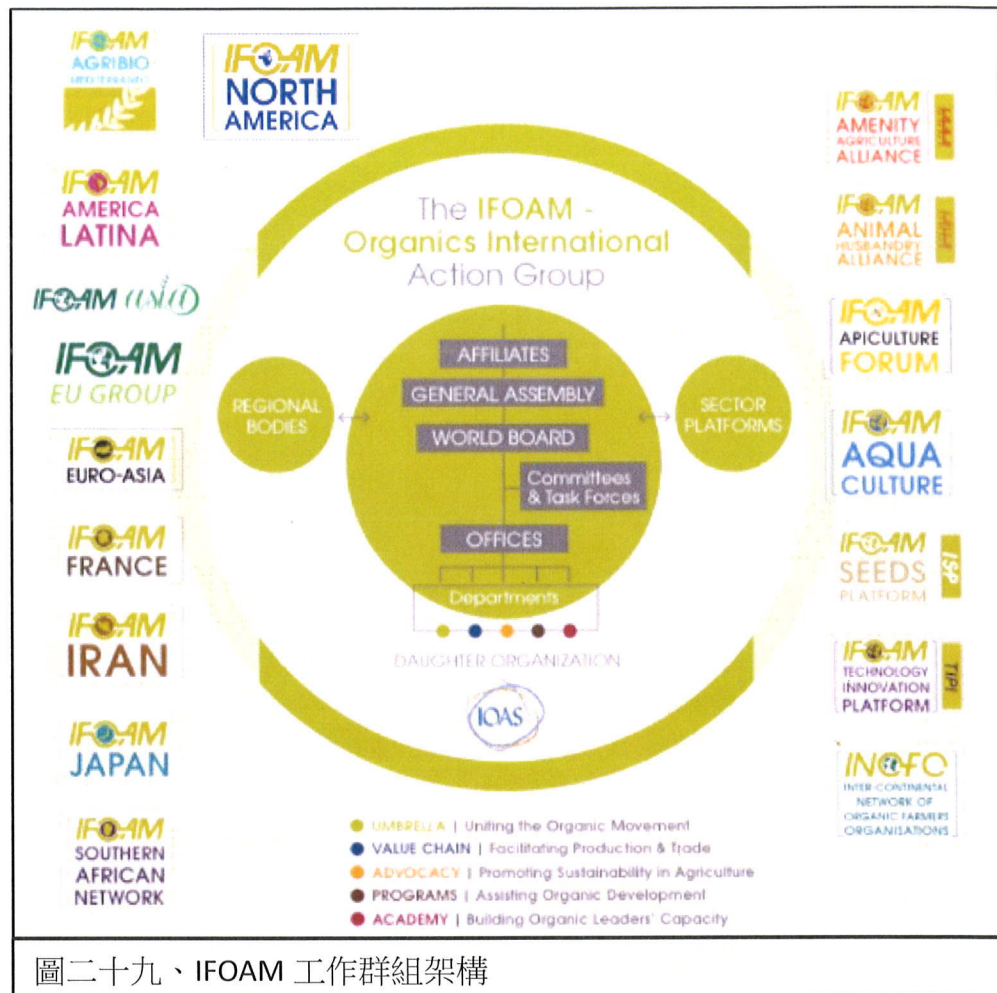 IFOAM
AGRIBIO
IFOAM
NORTH
AMERICA
IFOAM
AMERICA
LATINA
IFOAM asia
IFOAM
EU GROUP
IFOAM
EURO-ASIA
IFOAM
FRANCE
IFOAM
IRAN
IFOAM
JAPAN
IFOAM
SOUTHERN
AFRICAN
NETWORK
The IFOAM -
Organics International
Action Group
REGIONAL
BODIES
AFFILIATES
GENERAL ASSEMBLY
WORLD BOARD
Committees
& Task Forces
OFFICES
Departments
SECTOR
PLATFORMS
DAUGHTER ORGANIZATION
IOAS
UMBRELLA | Uniting the Organic Movement
VALUE CHAIN | Facilitating Production & Trade
ADVOCACY | Promoting Sustainability in Agriculture
PROGRAMS | Assisting Organic Development
ACADEMY | Building Organic Leaders' Capacity
IFOAM
AMENITY
AGRICULTURE
ALLIANCE
IFOAM
ANIMAL
HUSBANDRY
ALLIANCE
IFOAM
APICULTURE
FORUM
IFOAM
AQUA
CULTURE
IFOAM
SEEDS
PLATFORM
ISP
IFOAM
TECHNOLOGY
INNOVATION
PLATFORM
TIPI
INOFO
INTER-CONTINENTAL
NETWORK OF
ORGANIC FARMERS
ORGANISATIONS
圖二十九、IFOAM 工作群組架構